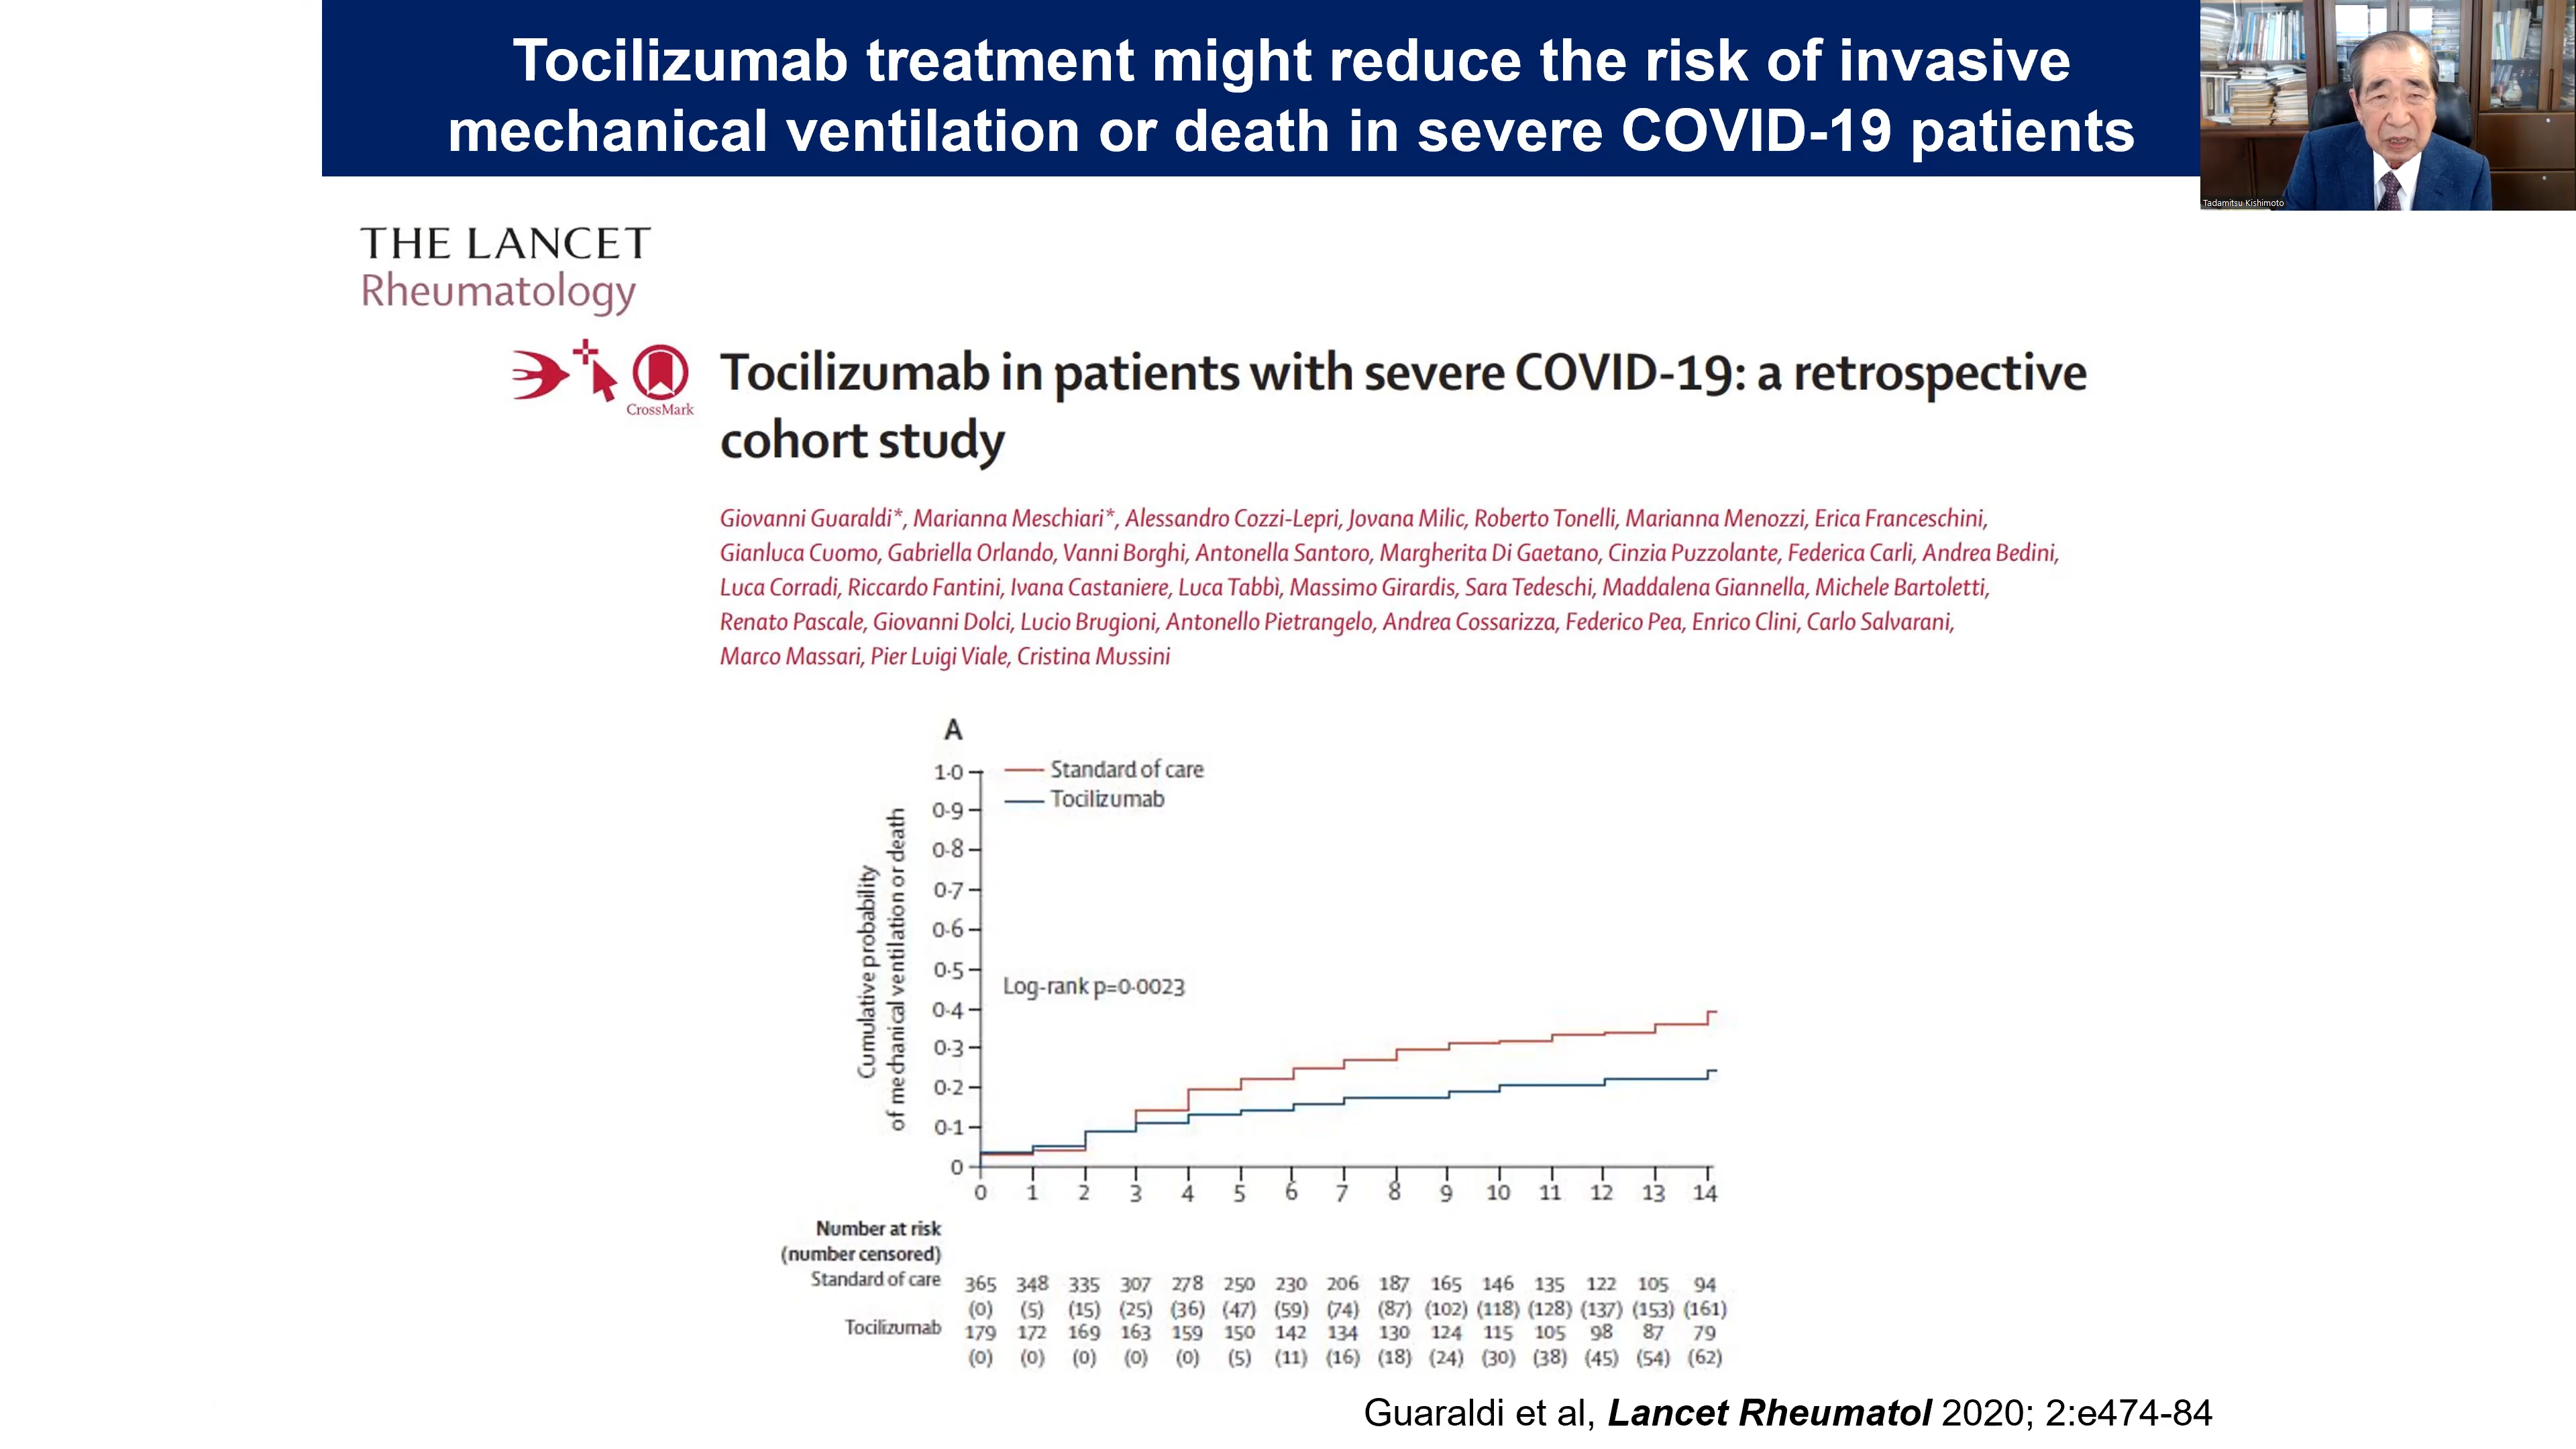 Tocilizumab treatment might reduce the risk of invasive
mechanical ventilation or death in severe COVID-19 patients
Tadamitsu Kishimoto
THE LANCET
Rheumatology
CrossMark
Tocilizumab in patients with severe COVID-19: a retrospective
cohort study
Giovanni Guaraldi*, Marianna Meschiari*, Alessandro Cozzi-Lepri, Jovana Milic, Roberto Tonelli, Marianna Menozzi, Erica Franceschini,
Gianluca Cuomo, Gabriella Orlando, Vanni Borghi, Antonella Santoro, Margherita Di Gaetano, Cinzia Puzzolante, Federica Carli, Andrea Bedini,
Luca Corradi, Riccardo Fantini, Ivana Castaniere, Luca Tabbì, Massimo Girardis, Sara Tedeschi, Maddalena Giannella, Michele Bartoletti,
Renato Pascale, Giovanni Dolci, Lucio Brugioni, Antonello Pietrangelo, Andrea Cossarizza, Federico Pea, Enrico Clini, Carlo Salvarani,
Marco Massari, Pier Luigi Viale, Cristina Mussini
A
Standard of care
Tocilizumab
Cumulative probability
of mechanical ventilation or death
1·0
0·9
0·8
0·7
0·6
0·5
0·4
0·3
0·2
0·1
0
Log-rank p=0·0023
0 1 2 3 4 5 6 7 8 9 10 11 12 13 14
Number at risk
(number censored)
Standard of care 365 348 335 307 278 250 230 206 187 165 146 135 122 105 94
(0) (5) (15) (25) (36) (47) (59) (74) (87) (102) (118) (128) (137) (153) (161)
Tocilizumab 179 172 169 163 159 150 142 134 130 124 115 105 98 87 79
(0) (0) (0) (0) (0) (5) (11) (16) (18) (24) (30) (38) (45) (54) (62)
Guaraldi et al, Lancet Rheumatol 2020; 2:e474-84